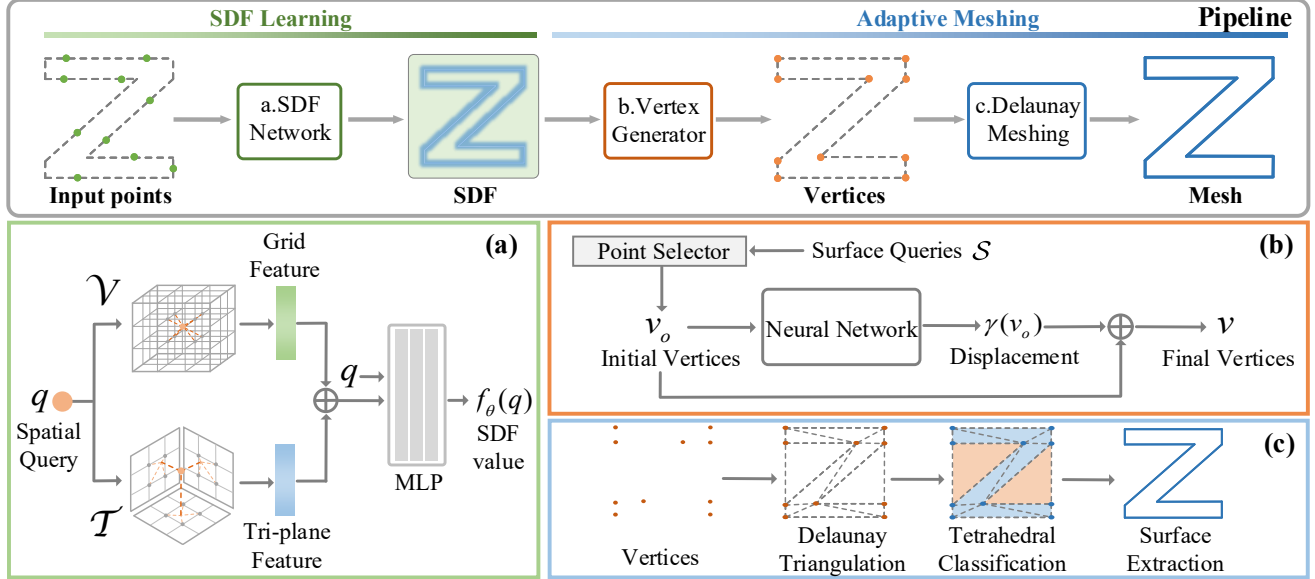 SDF Learning
Adaptive Meshing
Pipeline
a.SDF
Network
b.Vertex
Generator
c.Delaunay
Meshing
Input points
SDF
Vertices
Mesh
(a)
Grid
Feature
𝒱
q
Spatial
Query
𝒯
Tri-plane
Feature
q
MLP
f_θ(q)
SDF
value
(b)
Point Selector
Surface Queries 𝒮
v_o
Initial Vertices
Neural Network
γ(v_o)
Displacement
v
Final Vertices
(c)
Vertices
Delaunay
Triangulation
Tetrahedral
Classification
Surface
Extraction